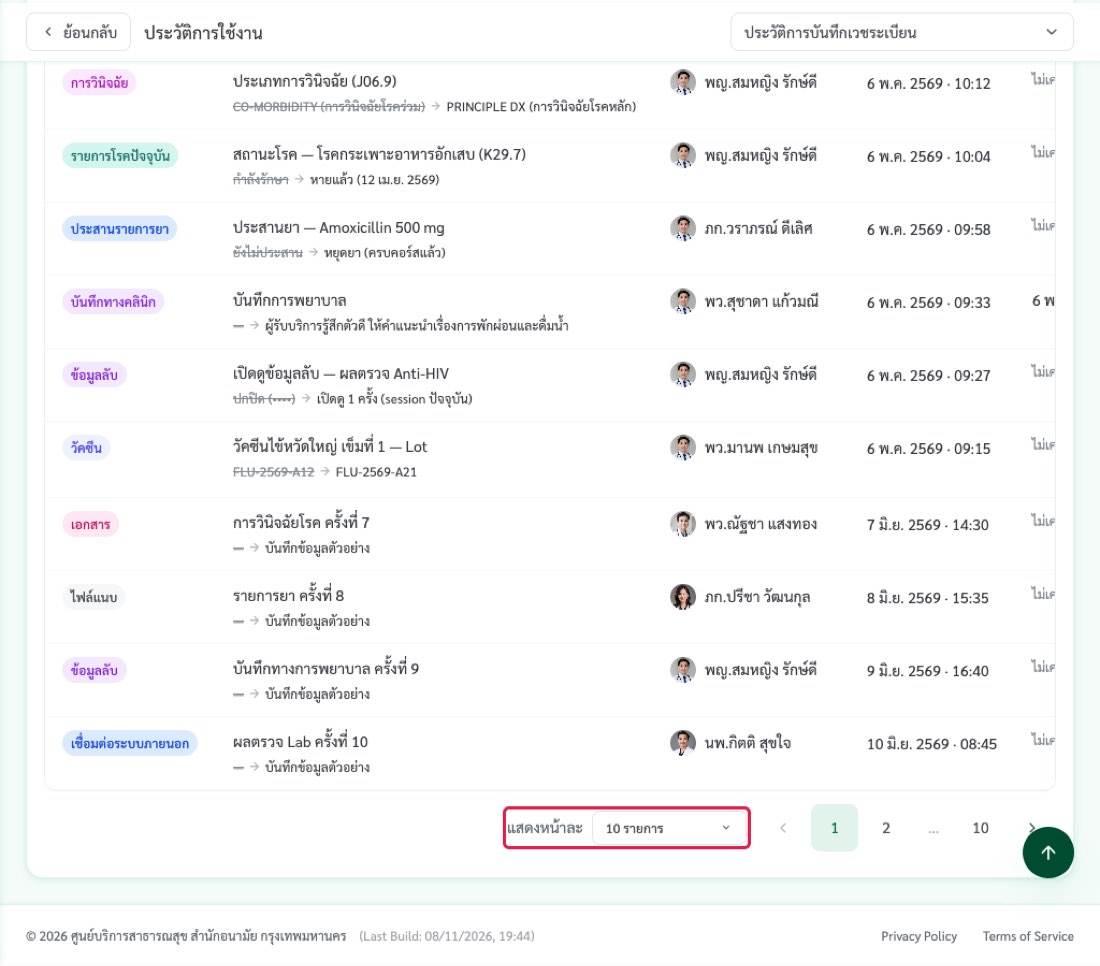 ย้อนกลับ ประวัติการใช้งาน ประวัติการบันทึกเวชระเบียน
การวินิจฉัย ประเภทการวินิจฉัย (J06.9) พญ.สมหญิง รักษ์ดี 6 พ.ค. 2569 · 10:12
CO-MORBIDITY (การวินิจฉัยโรคร่วม) → PRINCIPLE DX (การวินิจฉัยโรคหลัก)
รายการโรคปัจจุบัน สถานะโรค — โรคกระเพาะอาหารอักเสบ (K29.7) พญ.สมหญิง รักษ์ดี 6 พ.ค. 2569 · 10:04
กำลังรักษา → หายแล้ว (12 เม.ย. 2569)
ประสานรายการยา ประสานยา — Amoxicillin 500 mg ภก.วราภรณ์ ดีเลิศ 6 พ.ค. 2569 · 09:58
ยังไม่ประสาน → หยุดยา (ครบคอร์สแล้ว)
บันทึกทางคลินิก บันทึกการพยาบาล พว.สุชาดา แก้วมณี 6 พ.ค. 2569 · 09:33 6 พ
— → ผู้รับบริการรู้สึกตัวดี ให้คำแนะนำเรื่องการพักผ่อนและดื่มน้ำ
ข้อมูลลับ เปิดดูข้อมูลลับ — ผลตรวจ Anti-HIV พญ.สมหญิง รักษ์ดี 6 พ.ค. 2569 · 09:27
ปกปิด (••••) → เปิดดู 1 ครั้ง (session ปัจจุบัน)
วัคซีน วัคซีนไข้หวัดใหญ่ เข็มที่ 1 — Lot พว.มานพ เกษมสุข 6 พ.ค. 2569 · 09:15
FLU-2569-A12 → FLU-2569-A21
เอกสาร การวินิจฉัยโรค ครั้งที่ 7 พว.ณัฐชา แสงทอง 7 มิ.ย. 2569 · 14:30
— → บันทึกข้อมูลตัวอย่าง
ไฟล์แนบ รายการยา ครั้งที่ 8 ภก.ปรีชา วัฒนกุล 8 มิ.ย. 2569 · 15:35
— → บันทึกข้อมูลตัวอย่าง
ข้อมูลลับ บันทึกทางการพยาบาล ครั้งที่ 9 พญ.สมหญิง รักษ์ดี 9 มิ.ย. 2569 · 16:40
— → บันทึกข้อมูลตัวอย่าง
เชื่อมต่อระบบภายนอก ผลตรวจ Lab ครั้งที่ 10 นพ.กิตติ สุขใจ 10 มิ.ย. 2569 · 08:45
— → บันทึกข้อมูลตัวอย่าง
แสดงหน้าละ 10 รายการ 1 2 ... 10
© 2026 ศูนย์บริการสาธารณสุข สำนักอนามัย กรุงเทพมหานคร (Last Build: 08/11/2026, 19:44) Privacy Policy Terms of Service